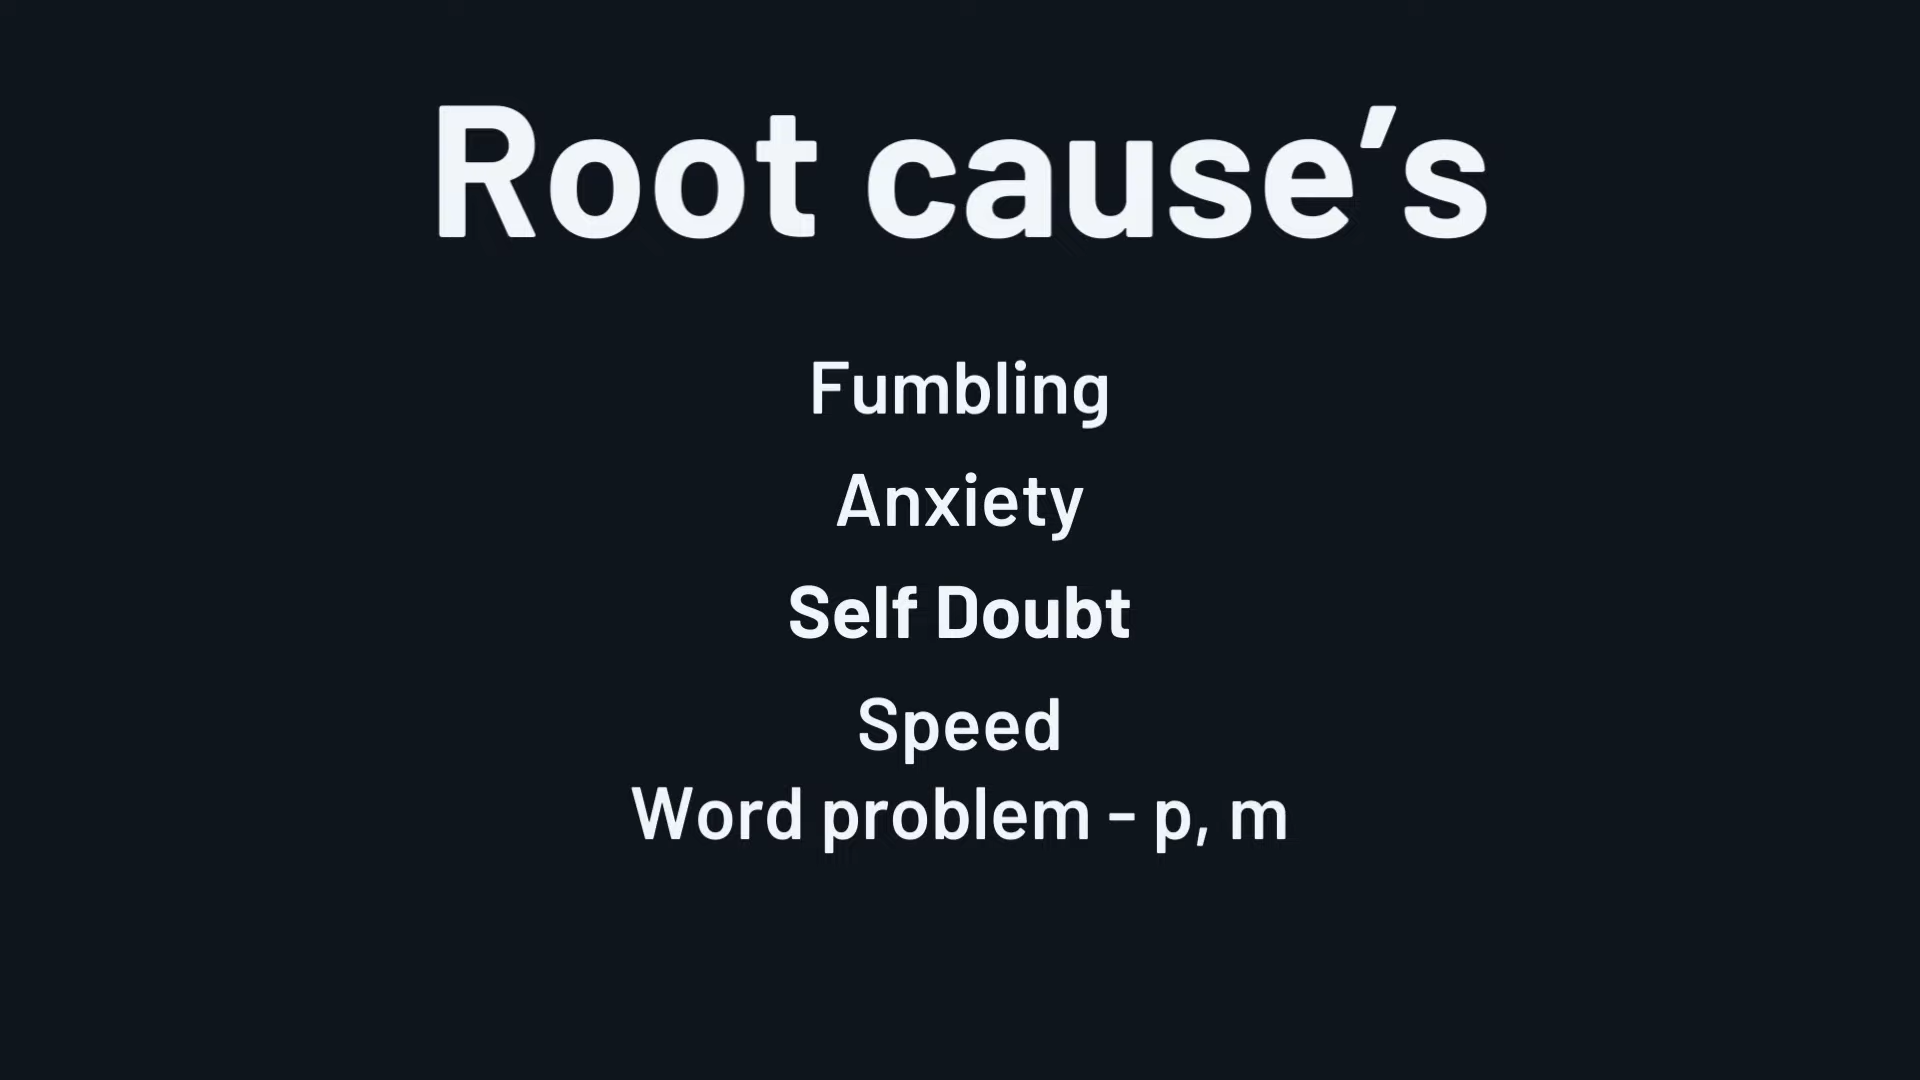 Root cause’s
Fumbling
Anxiety
Self Doubt
Speed
Word problem - p, m